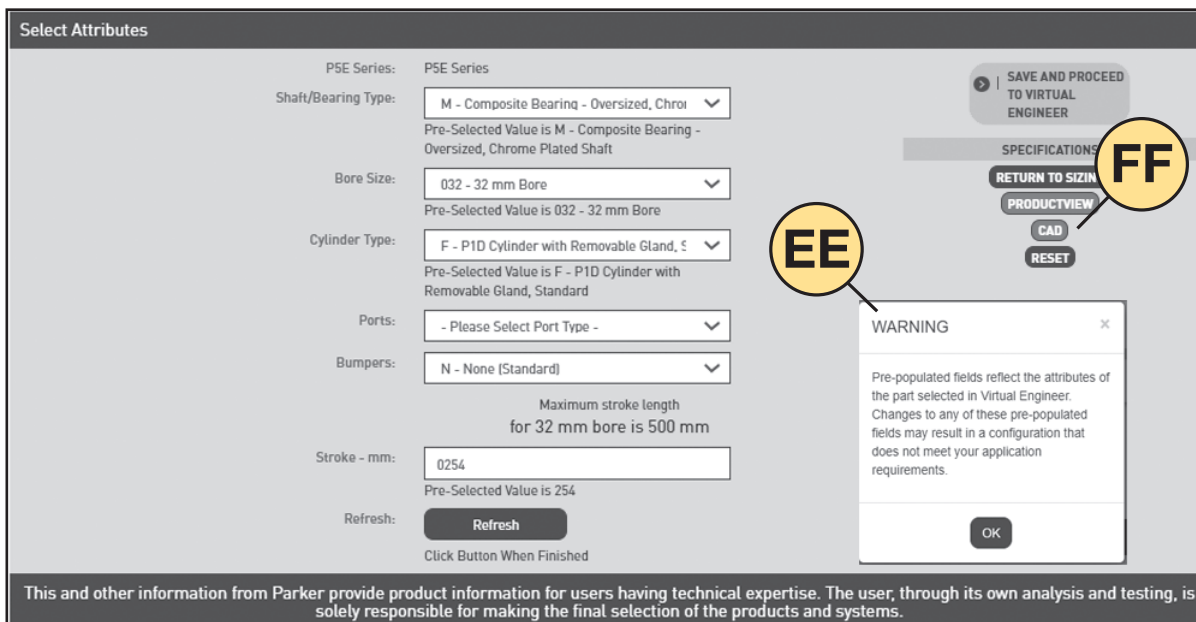 Select Attributes
P5E Series: P5E Series
Shaft/Bearing Type: M - Composite Bearing - Oversized, Chron
Pre-Selected Value is M - Composite Bearing -
Oversized, Chrome Plated Shaft
Bore Size: 032 - 32 mm Bore
Pre-Selected Value is 032 - 32 mm Bore
Cylinder Type: F - P1D Cylinder with Removable Gland, S
Pre-Selected Value is F - P1D Cylinder with
Removable Gland, Standard
Ports: - Please Select Port Type -
Bumpers: N - None (Standard)
Maximum stroke length
for 32 mm bore is 500 mm
Stroke - mm: 0254
Pre-Selected Value is 254
Refresh: Refresh
Click Button When Finished
SAVE AND PROCEED
TO VIRTUAL
ENGINEER
SPECIFICATIONS
FF
RETURN TO SIZIN
PRODUCTVIEW
CAD
RESET
EE
WARNING ×
Pre-populated fields reflect the attributes of
the part selected in Virtual Engineer.
Changes to any of these pre-populated
fields may result in a configuration that
does not meet your application
requirements.
OK
This and other information from Parker provide product information for users having technical expertise. The user, through its own analysis and testing, is
solely responsible for making the final selection of the products and systems.